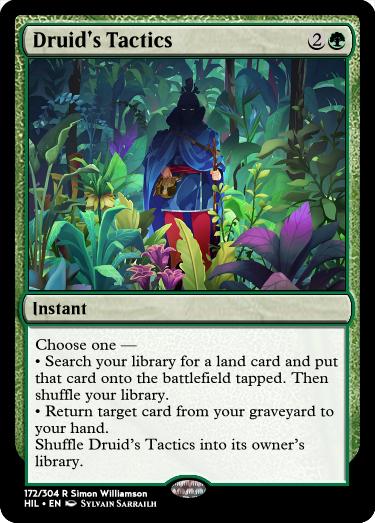 Druid's Tactics 2
Instant
Choose one —
• Search your library for a land card and put
that card onto the battlefield tapped. Then
shuffle your library.
• Return target card from your graveyard to
your hand.
Shuffle Druid's Tactics into its owner's
library.
172/304 R Simon Williamson
HIL • EN Sylvain Sarrailh